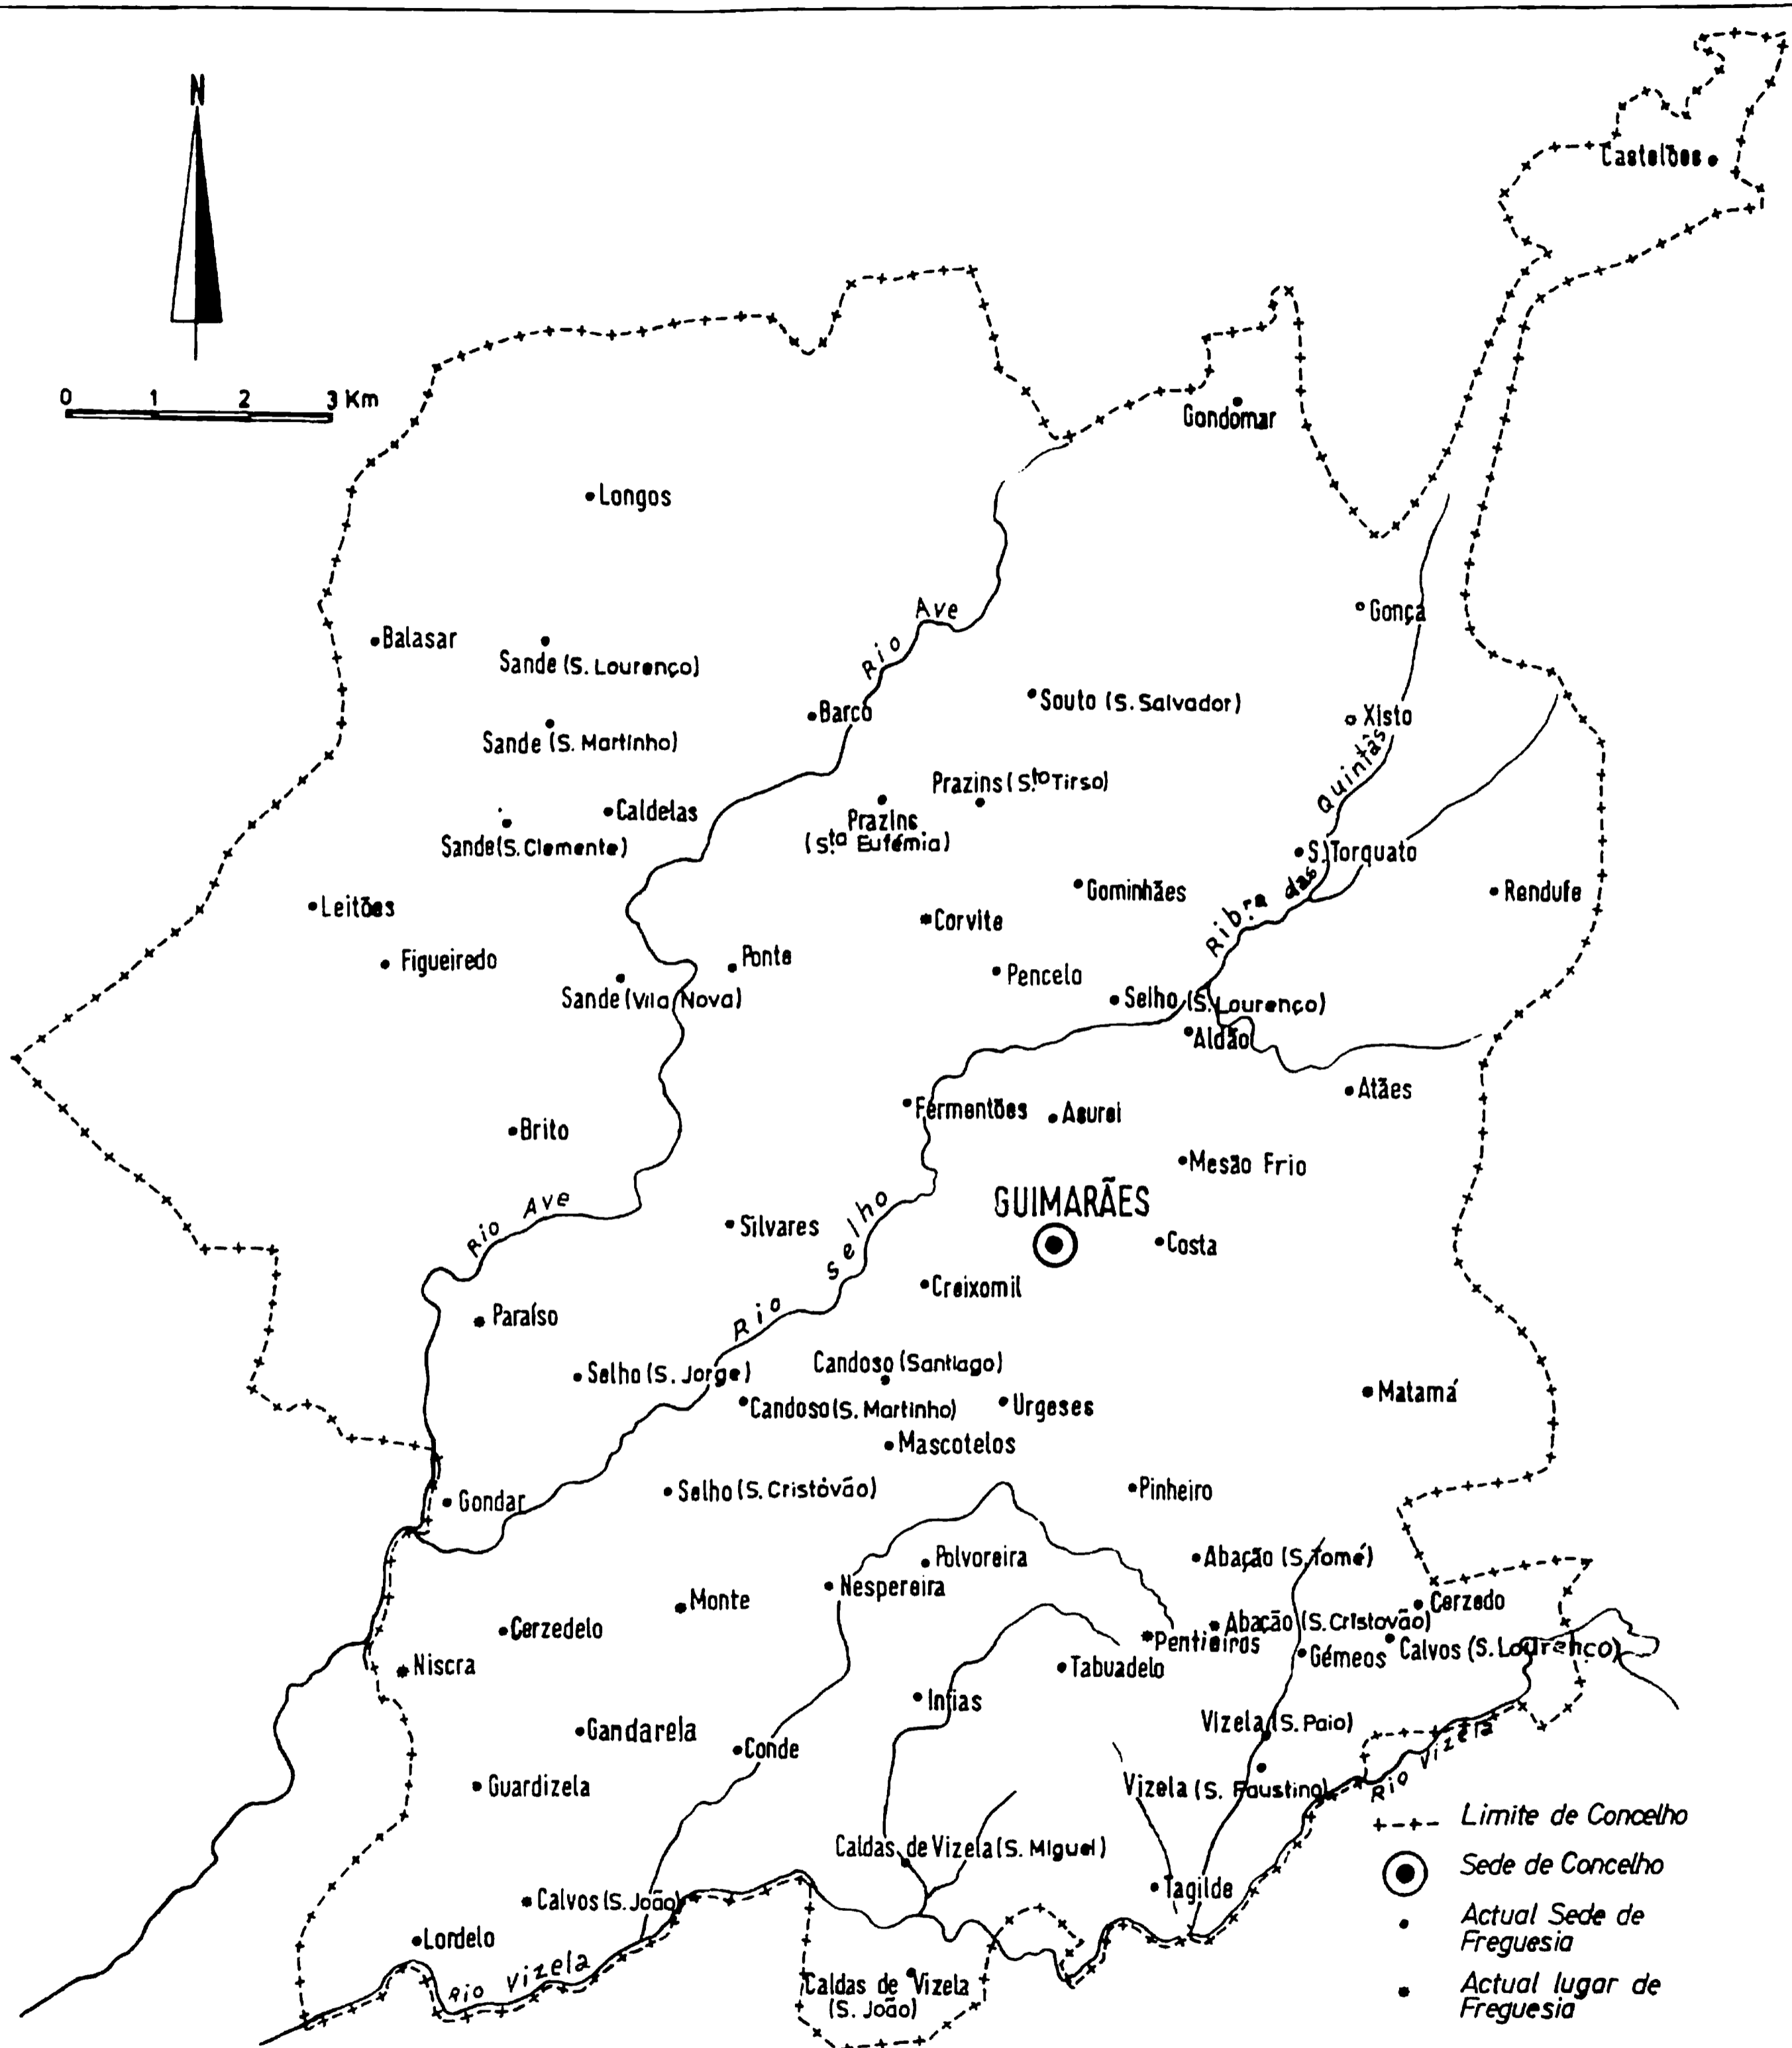 N
0 1 2 3 Km
Castelões
Gondomar
Longos
Gonça
Rio Ave
Balasar
Sande (S. Lourenço)
Souto (S. Salvador)
Barco
Xisto
Sande (S. Martinho)
Prazins (S.to Tirso)
Ribr.a das Quintãs
Caldelas
Prazins
(S.ta Eufémia)
Sande (S. Clemente)
S. Torquato
Gominhães
Rendufe
Leitões
Corvite
Figueiredo
Ponte
Pencelo
Sande (Vila Nova)
Selho (S. Lourenço)
Aldão
Atães
Fermentões
Azurei
Brito
Mesão Frio
GUIMARÃES
Rio Ave
Silvares
Rio Selho
Costa
Creixomil
Paraíso
Candoso (Santiago)
Selho (S. Jorge)
Matamá
Candoso (S. Martinho)
Urgeses
Mascotelos
Selho (S. Cristóvão)
Pinheiro
Gondar
Polvoreira
Abação (S. Tomé)
Nespereira
Monte
Cerzedo
Cerzedelo
Abação (S. Cristovão)
Pentieiros
Gémeos
Calvos (S. Lourenço)
Niscra
Tabuadelo
Infias
Vizela (S. Paio)
Gandarela
Conde
Rio Vizela
Guardizela
Vizela (S. Faustino)
Limite de Concelho
Caldas de Vizela (S. Miguel)
Sede de Concelho
Tagilde
Calvos (S. João)
Actual Sede de
Freguesia
Lordelo
Rio Vizela
Caldas de Vizela
(S. João)
Actual lugar de
Freguesia